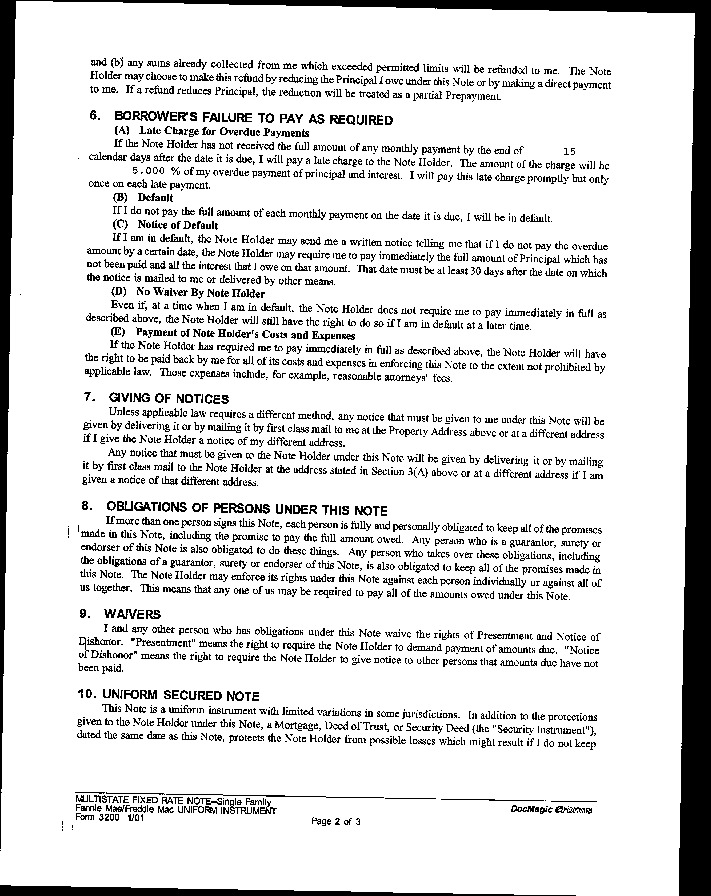 and (b) any sums already collected from me which exceeded permitted limits will be refunded to me. The Note
Holder may choose to make this refund by reducing the Principal I owe under this Note or by making a direct payment
to me. If a refund reduces Principal, the reduction will be treated as a partial Prepayment.
6. BORROWER'S FAILURE TO PAY AS REQUIRED
(A) Late Charge for Overdue Payments
If the Note Holder has not received the full amount of any monthly payment by the end of 15
calendar days after the date it is due, I will pay a late charge to the Note Holder. The amount of the charge will be
5.000 % of my overdue payment of principal and interest. I will pay this late charge promptly but only
once on each late payment.
(B) Default
If I do not pay the full amount of each monthly payment on the date it is due, I will be in default.
(C) Notice of Default
If I am in default, the Note Holder may send me a written notice telling me that if I do not pay the overdue
amount by a certain date, the Note Holder may require me to pay immediately the full amount of Principal which has
not been paid and all the interest that I owe on that amount. That date must be at least 30 days after the date on which
the notice is mailed to me or delivered by other means.
(D) No Waiver By Note Holder
Even if, at a time when I am in default, the Note Holder does not require me to pay immediately in full as
described above, the Note Holder will still have the right to do so if I am in default at a later time.
(E) Payment of Note Holder's Costs and Expenses
If the Note Holder has required me to pay immediately in full as described above, the Note Holder will have
the right to be paid back by me for all of its costs and expenses in enforcing this Note to the extent not prohibited by
applicable law. Those expenses include, for example, reasonable attorneys' fees.
7. GIVING OF NOTICES
Unless applicable law requires a different method, any notice that must be given to me under this Note will be
given by delivering it or by mailing it by first class mail to me at the Property Address above or at a different address
if I give the Note Holder a notice of my different address.
Any notice that must be given to the Note Holder under this Note will be given by delivering it or by mailing
it by first class mail to the Note Holder at the address stated in Section 3(A) above or at a different address if I am
given a notice of that different address.
8. OBLIGATIONS OF PERSONS UNDER THIS NOTE
If more than one person signs this Note, each person is fully and personally obligated to keep all of the promises
made in this Note, including the promise to pay the full amount owed. Any person who is a guarantor, surety or
endorser of this Note is also obligated to do these things. Any person who takes over these obligations, including
the obligations of a guarantor, surety or endorser of this Note, is also obligated to keep all of the promises made in
this Note. The Note Holder may enforce its rights under this Note against each person individually or against all of
us together. This means that any one of us may be required to pay all of the amounts owed under this Note.
9. WAIVERS
I and any other person who has obligations under this Note waive the rights of Presentment and Notice of
Dishonor. "Presentment" means the right to require the Note Holder to demand payment of amounts due. "Notice
of Dishonor" means the right to require the Note Holder to give notice to other persons that amounts due have not
been paid.
10. UNIFORM SECURED NOTE
This Note is a uniform instrument with limited variations in some jurisdictions. In addition to the protections
given to the Note Holder under this Note, a Mortgage, Deed of Trust, or Security Deed (the "Security Instrument"),
dated the same date as this Note, protects the Note Holder from possible losses which might result if I do not keep
MULTISTATE FIXED RATE NOTE--Single Family
Fannie Mae/Freddie Mac UNIFORM INSTRUMENT
Form 3200 1/01
Page 2 of 3
DocMagic